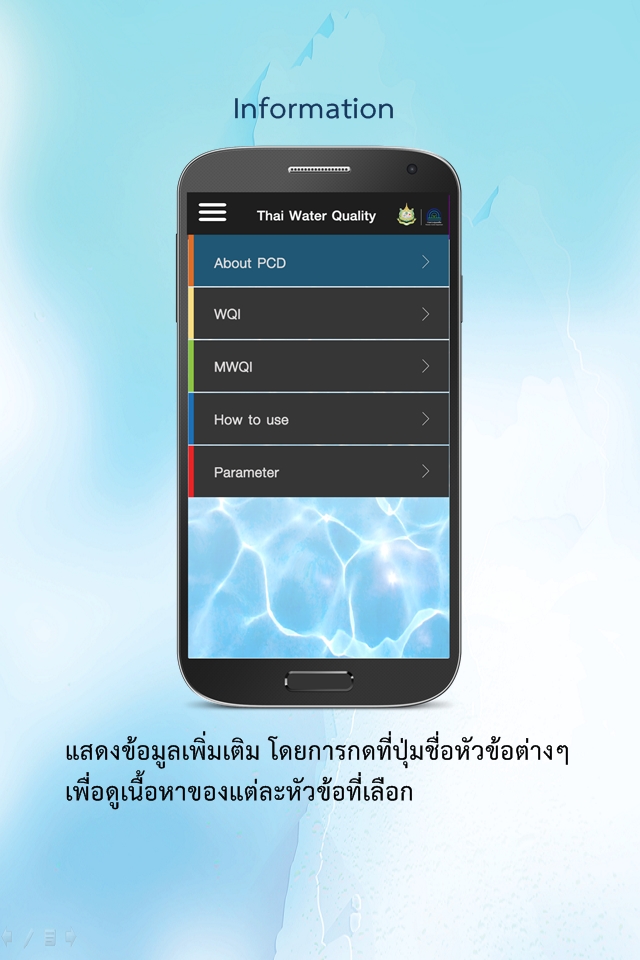 Information
Thai Water Quality
About PCD
WQI
MWQI
How to use
Parameter
แสดงข้อมูลเพิ่มเติม โดยการกดที่ปุ่มชื่อหัวข้อต่างๆ
เพื่อดูเนื้อหาของแต่ละหัวข้อที่เลือก